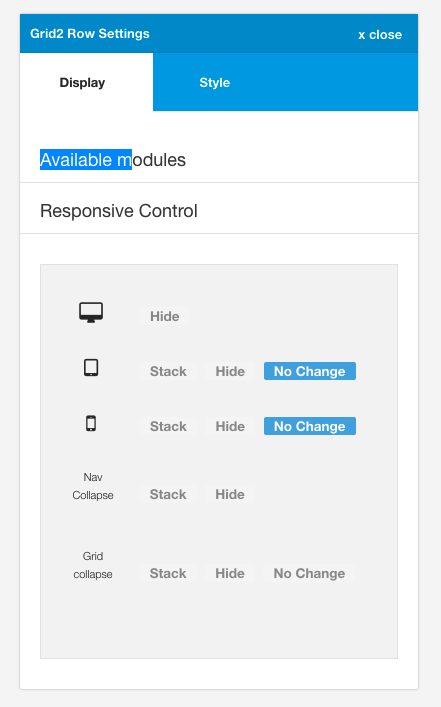 Grid2 Row Settings x close
Display Style
Available modules
Responsive Control
Hide
Stack Hide No Change
Stack Hide No Change
Nav
Collapse Stack Hide
Grid
collapse Stack Hide No Change